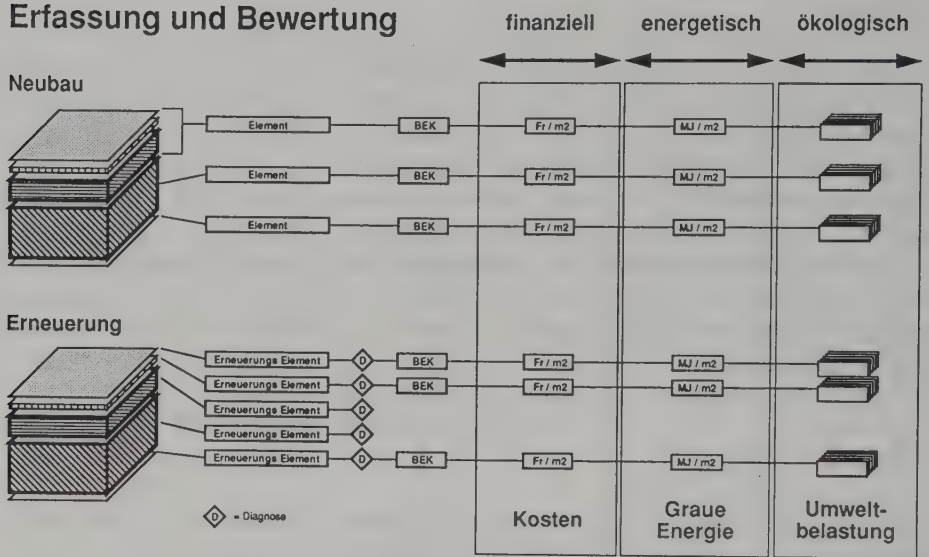 Erfassung und Bewertung
finanziell energetisch ökologisch
Neubau
Element BEK Fr / m2 MJ / m2
Element BEK Fr / m2 MJ / m2
Element BEK Fr / m2 MJ / m2
Erneuerung
Erneuerungs Element D BEK Fr / m2 MJ / m2
Erneuerungs Element D BEK Fr / m2 MJ / m2
Erneuerungs Element D
Erneuerungs Element D
Erneuerungs Element D BEK Fr / m2 MJ / m2
D = Diagnose
Kosten Graue Umwelt-
Energie belastung